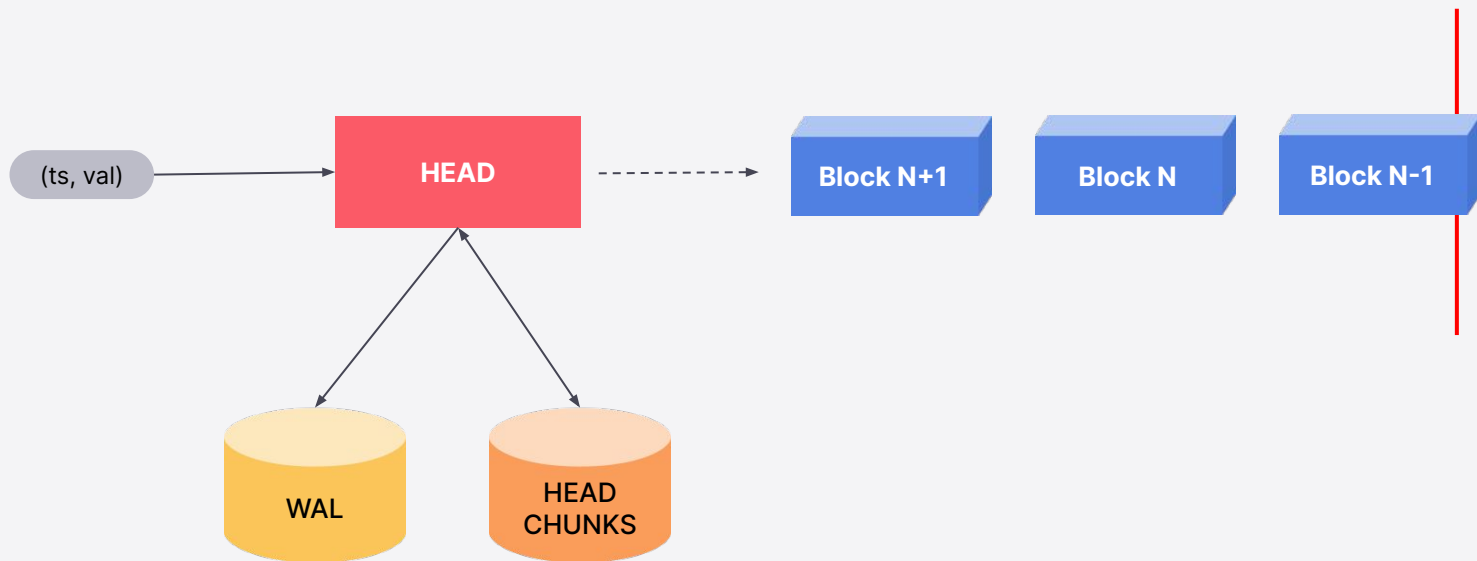 (ts, val)
HEAD
Block N+1
Block N
Block N-1
WAL
HEAD
CHUNKS